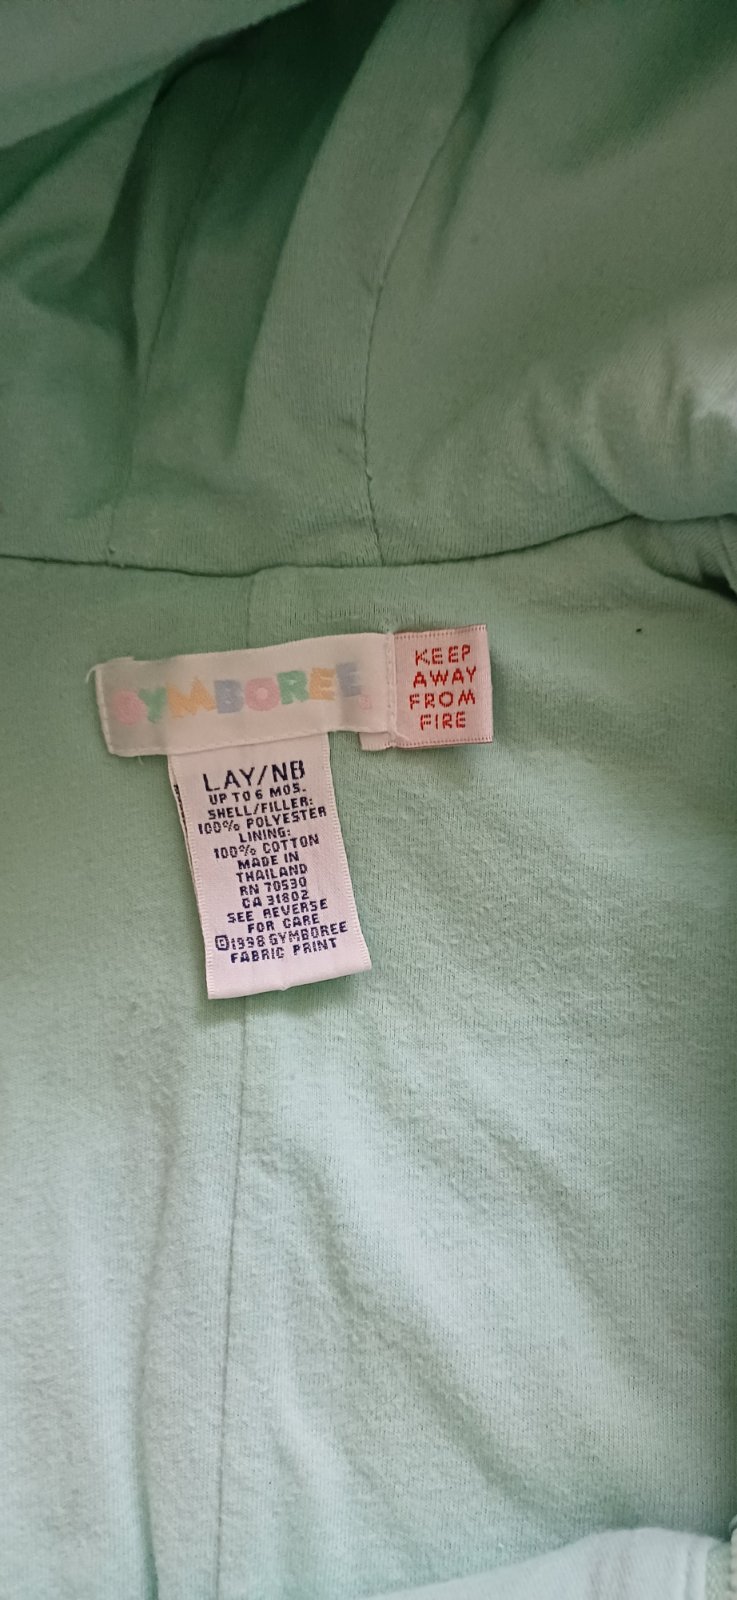 GYMBOREE
KEEP
AWAY
FROM
FIRE
LAY/NB
UP TO 6 MOS.
SHELL/FILLER:
100% POLYESTER
LINING:
100% COTTON
MADE IN
THAILAND
RN 70530
CA 31802
SEE REVERSE
FOR CARE
©1998 GYMBOREE
FABRIC PRINT